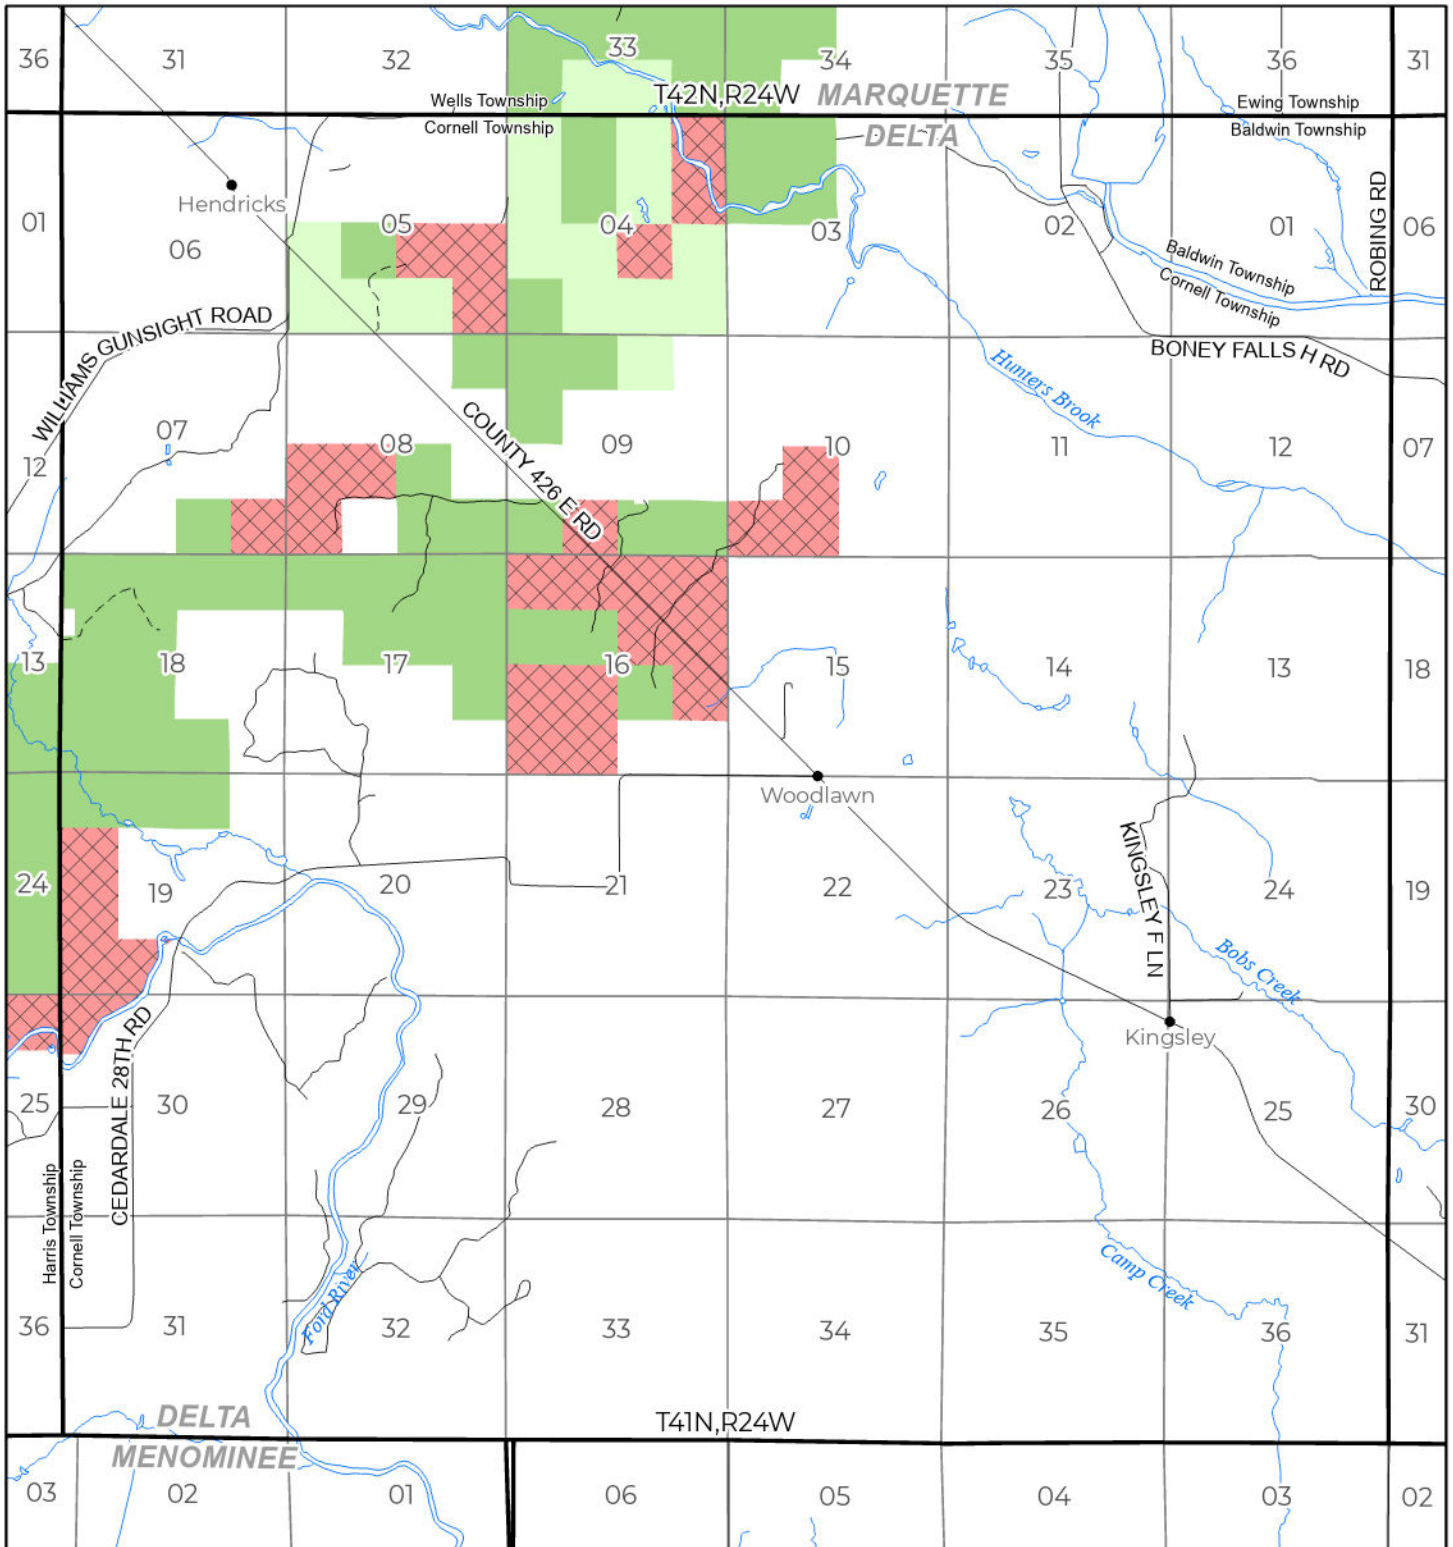 36
31
32
33
34
35
36
31
T42N,R24W
MARQUETTE
Wells Township
Ewing Township
Cornell Township
Baldwin Township
DELTA
Hendricks
01
06
05
04
03
02
01
06
ROBING RD
Baldwin Township
Cornell Township
WILLIAMS GUNSIGHT ROAD
BONEY FALLS H RD
Hunters Brook
COUNTY 426 E RD
12
07
08
09
10
11
12
07
13
18
17
16
15
14
13
18
Woodlawn
KINGSLEY F LN
24
19
20
21
22
23
24
19
Bobs Creek
Kingsley
CEDARDALE 28TH RD
25
30
29
28
27
26
25
30
Harris Township
Cornell Township
Ford River
Camp Creek
36
31
32
33
34
35
36
31
DELTA
T41N,R24W
MENOMINEE
03
02
01
06
05
04
03
02